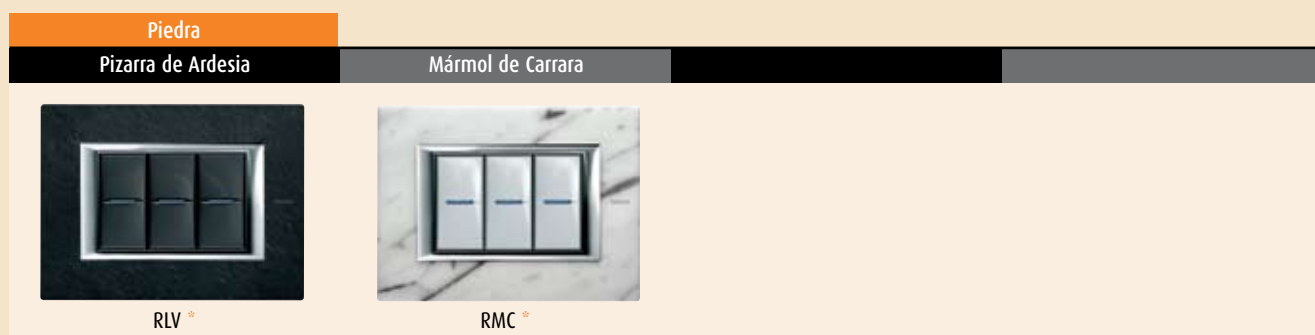 Piedra
Pizarra de Ardesia
Mármol de Carrara
RLV *
RMC *